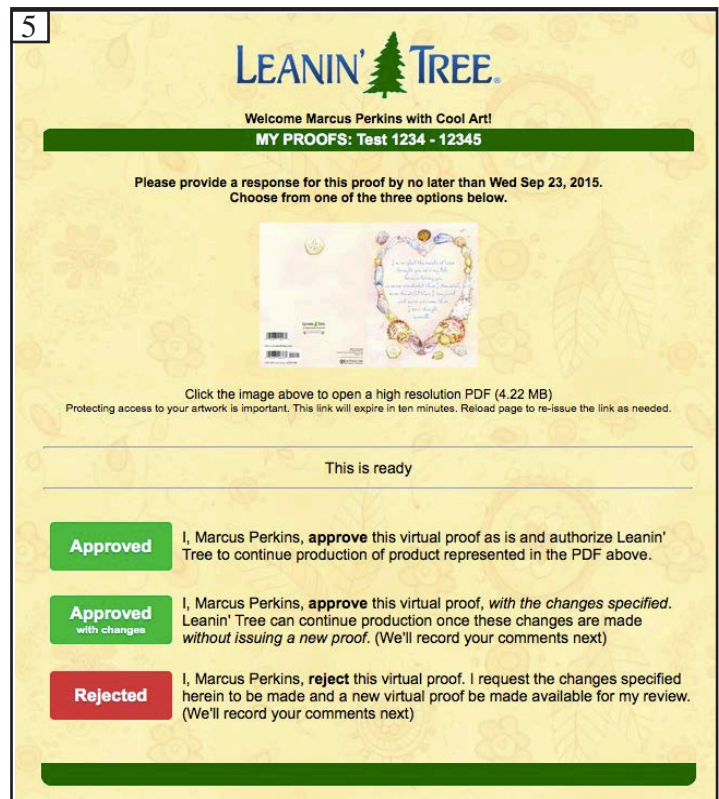 5
LEANIN' TREE®
Welcome Marcus Perkins with Cool Art!
MY PROOFS: Test 1234 - 12345
Please provide a response for this proof by no later than Wed Sep 23, 2015.
Choose from one of the three options below.
Click the image above to open a high resolution PDF (4.22 MB)
Protecting access to your artwork is important. This link will expire in ten minutes. Reload page to re-issue the link as needed.
This is ready
Approved
I, Marcus Perkins, approve this virtual proof as is and authorize Leanin'
Tree to continue production of product represented in the PDF above.
Approved
with changes
I, Marcus Perkins, approve this virtual proof, with the changes specified.
Leanin' Tree can continue production once these changes are made
without issuing a new proof. (We'll record your comments next)
Rejected
I, Marcus Perkins, reject this virtual proof. I request the changes specified
herein to be made and a new virtual proof be made available for my review.
(We'll record your comments next)